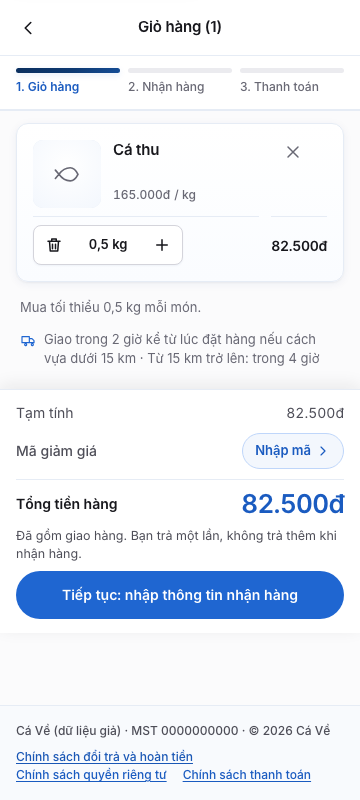 Giỏ hàng (1)
1. Giỏ hàng
2. Nhận hàng
3. Thanh toán
Cá thu
165.000đ / kg
0,5 kg
82.500đ
Mua tối thiểu 0,5 kg mỗi món.
Giao trong 2 giờ kể từ lúc đặt hàng nếu cách
vựa dưới 15 km · Từ 15 km trở lên: trong 4 giờ
Tạm tính
82.500đ
Mã giảm giá
Nhập mã
Tổng tiền hàng
82.500đ
Đã gồm giao hàng. Bạn trả một lần, không trả thêm khi
nhận hàng.
Tiếp tục: nhập thông tin nhận hàng
Cá Về (dữ liệu giả) · MST 0000000000 · © 2026 Cá Về
Chính sách đổi trả và hoàn tiền
Chính sách quyền riêng tư
Chính sách thanh toán